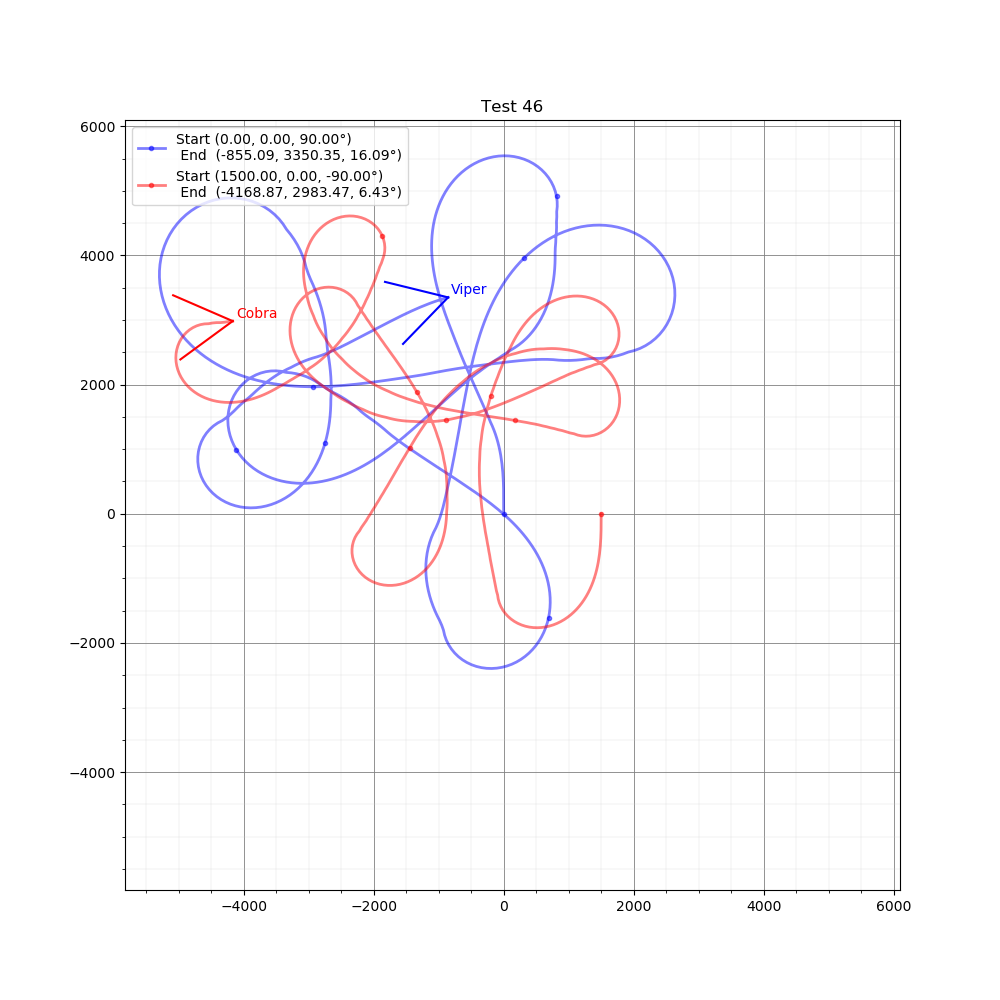 Test 46
Start (0.00, 0.00, 90.00°)
End (-855.09, 3350.35, 16.09°)
Start (1500.00, 0.00, -90.00°)
End (-4168.87, 2983.47, 6.43°)
6000
4000
2000
0
−2000
−4000
Viper
Cobra
−4000
−2000
0
2000
4000
6000